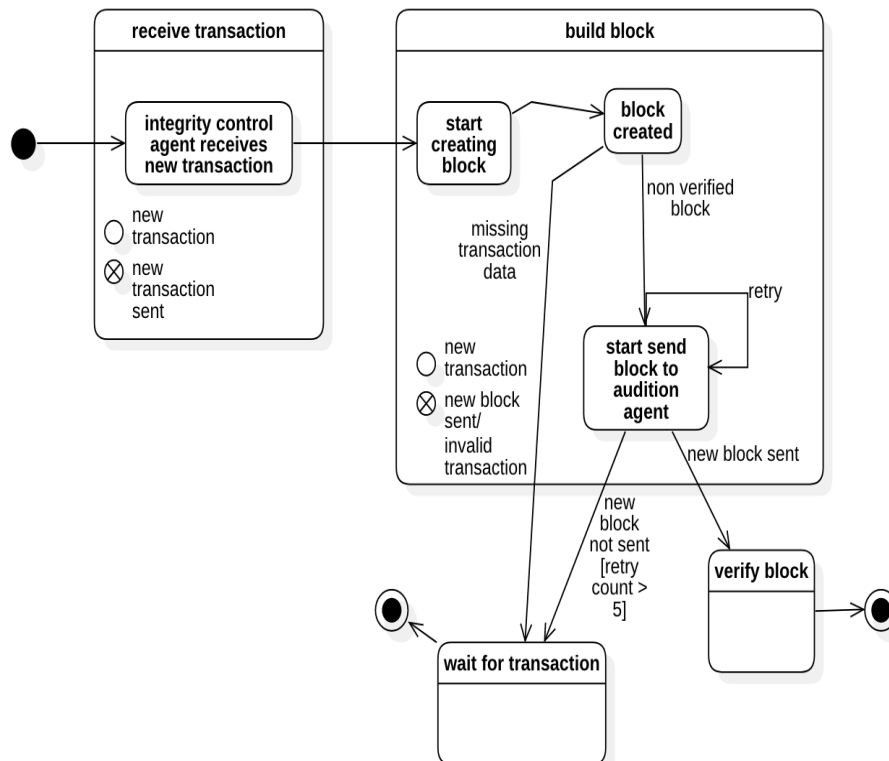 receive transaction
build block
integrity control
agent receives
new transaction
start
creating
block
block
created
new
transaction
new
transaction
sent
missing
transaction
data
non verified
block
retry
new
transaction
new block
sent/
invalid
transaction
start send
block to
audition
agent
new block sent
new
block
not sent
[retry
count >
5]
verify block
wait for transaction